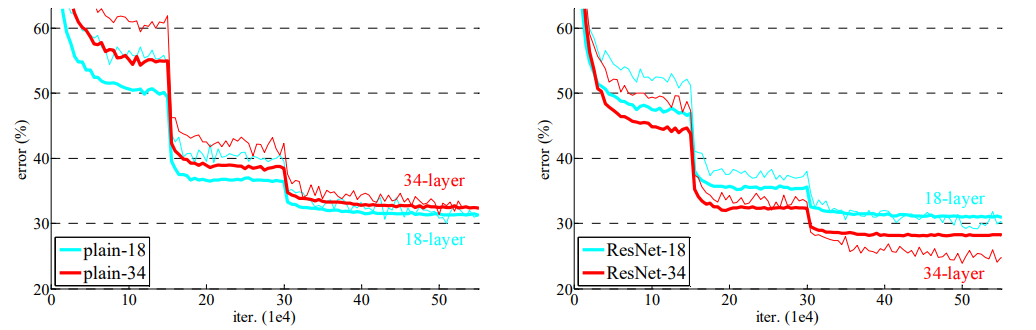 60
50
40
30
20
error (%)
0
10
20
30
40
50
iter. (1e4)
34-layer
18-layer
plain-18
plain-34
60
50
40
30
20
error (%)
0
10
20
30
40
50
iter. (1e4)
18-layer
34-layer
ResNet-18
ResNet-34